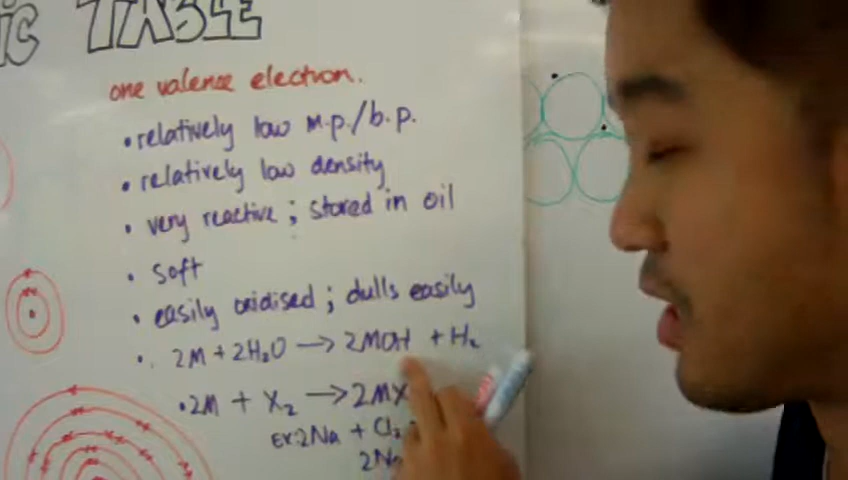 IC TABLE
one valence electron.
• relatively low m.p./b.p.
• relatively low density
• very reactive ; stored in oil
• soft
• easily oxidised ; dulls easily
• 2M + 2H₂O → 2MOH + H₂
• 2M + X₂ → 2MX
Ex: 2Na + Cl₂
2Na